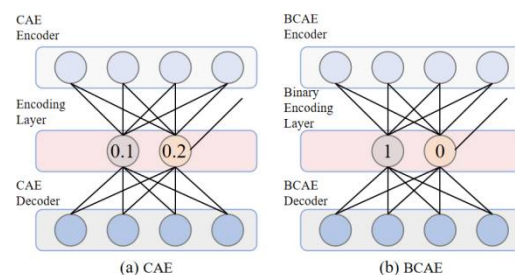 CAE
Encoder
Encoding
Layer
0.1 0.2
CAE
Decoder
(a) CAE
BCAE
Encoder
Binary
Encoding
Layer
1 0
BCAE
Decoder
(b) BCAE